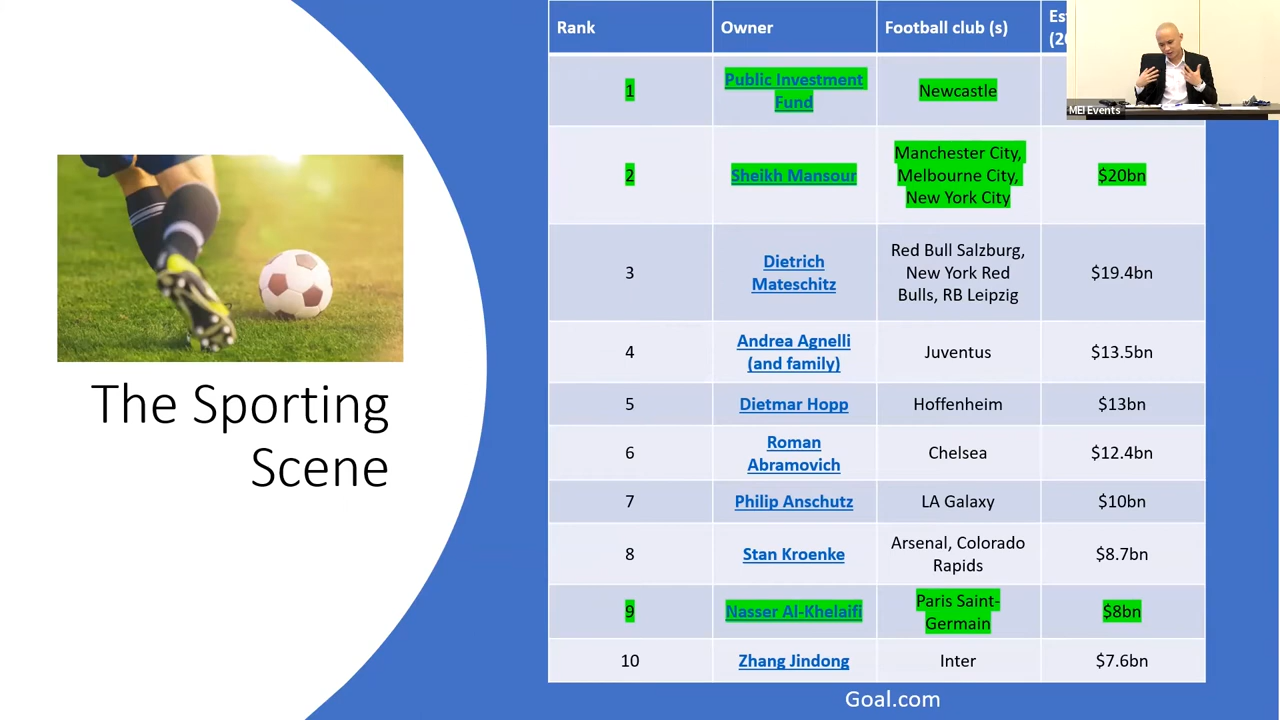 Rank Owner Football club (s)
1 Public Investment Fund Newcastle
2 Sheikh Mansour Manchester City, Melbourne City, New York City $20bn
3 Dietrich Mateschitz Red Bull Salzburg, New York Red Bulls, RB Leipzig $19.4bn
4 Andrea Agnelli (and family) Juventus $13.5bn
5 Dietmar Hopp Hoffenheim $13bn
6 Roman Abramovich Chelsea $12.4bn
7 Philip Anschutz LA Galaxy $10bn
8 Stan Kroenke Arsenal, Colorado Rapids $8.7bn
9 Nasser Al-Khelaifi Paris Saint-Germain $8bn
10 Zhang Jindong Inter $7.6bn
MEI Events
The Sporting
Scene
Goal.com